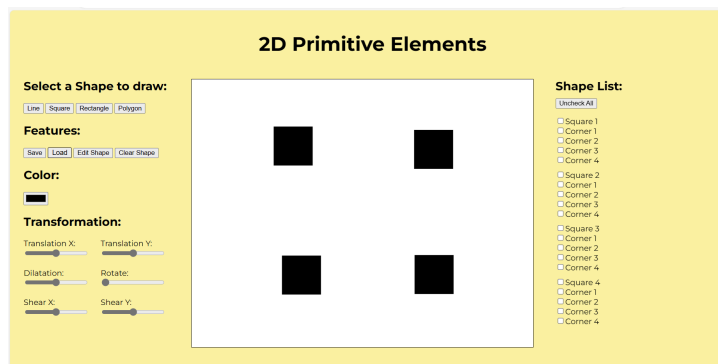 2D Primitive Elements
Select a Shape to draw:
Line Square Rectangle Polygon
Features:
Save Load Edit Shape Clear Shape
Color:
Transformation:
Translation X: Translation Y:
Dilatation: Rotate:
Shear X: Shear Y:
Shape List:
Uncheck All
Square 1
Corner 1
Corner 2
Corner 3
Corner 4
Square 2
Corner 1
Corner 2
Corner 3
Corner 4
Square 3
Corner 1
Corner 2
Corner 3
Corner 4
Square 4
Corner 1
Corner 2
Corner 3
Corner 4